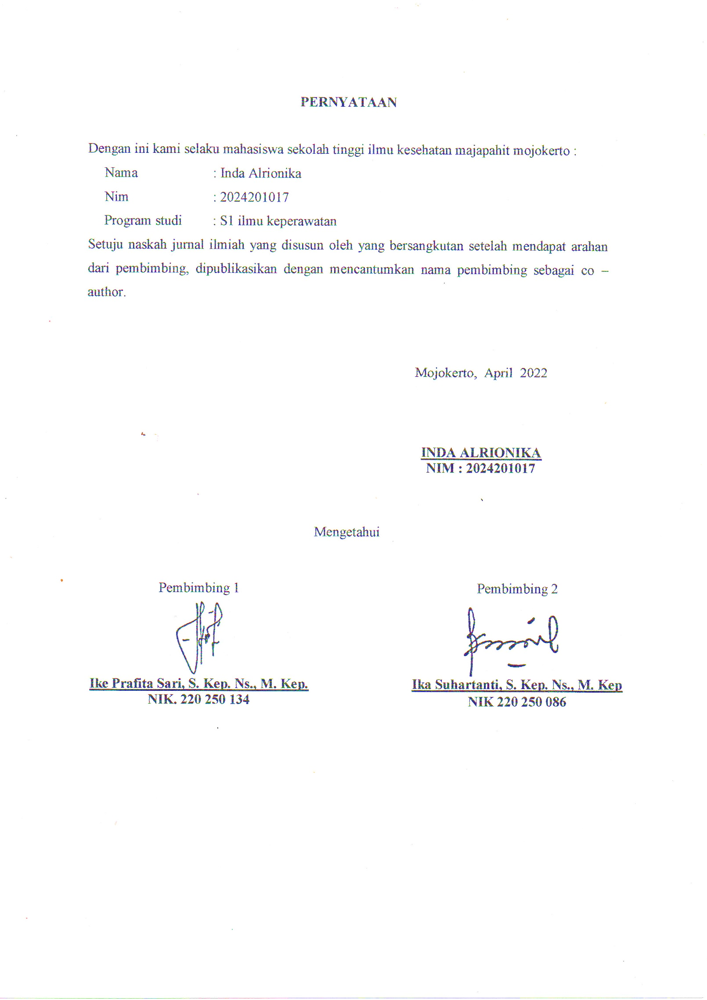 PERNYATAAN
Dengan ini kami selaku mahasiswa sekolah tinggi ilmu kesehatan majapahit mojokerto :
Nama : Inda Alrionika
Nim : 2024201017
Program studi : S1 ilmu keperawatan
Setuju naskah jurnal ilmiah yang disusun oleh yang bersangkutan setelah mendapat arahan
dari pembimbing, dipublikasikan dengan mencantumkan nama pembimbing sebagai co –
author.
Mojokerto, April 2022
INDA ALRIONIKA
NIM : 2024201017
Mengetahui
Pembimbing 1 Pembimbing 2
Ike Prafita Sari, S. Kep. Ns., M. Kep. Ika Suhartanti, S. Kep. Ns., M. Kep
NIK. 220 250 134 NIK 220 250 086